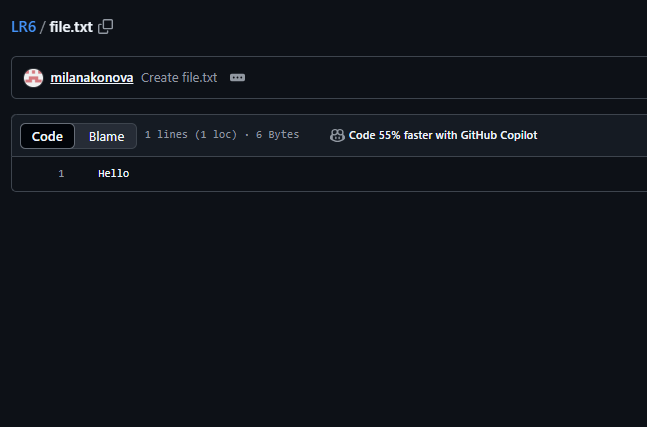 LR6 / file.txt
milanakonova Create file.txt
Code Blame 1 lines (1 loc) · 6 Bytes Code 55% faster with GitHub Copilot
1 Hello